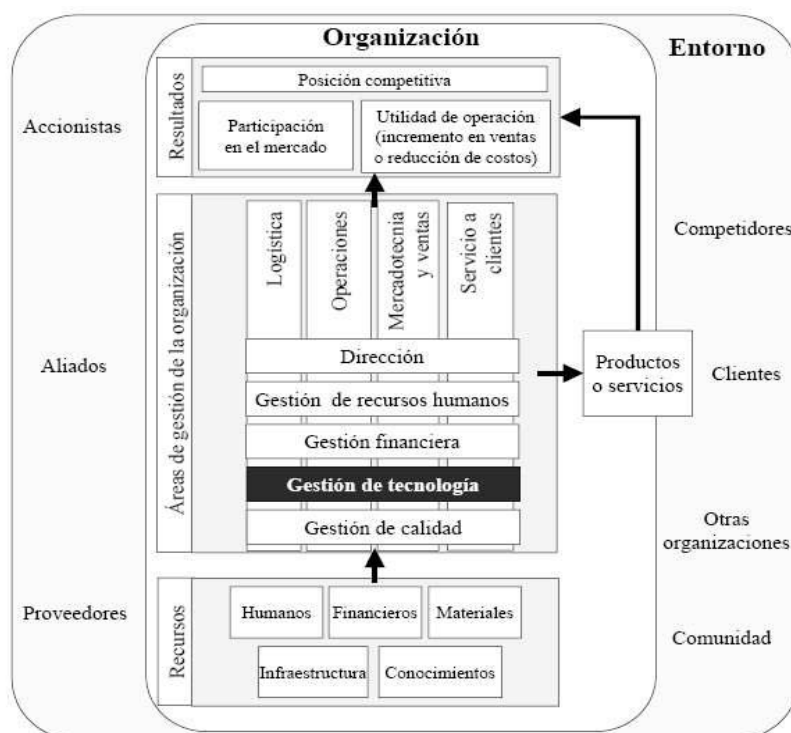 Organización
Entorno
Accionistas
Aliados
Proveedores
Resultados
Posición competitiva
Participación
en el mercado
Utilidad de operación
(incremento en ventas
o reducción de costos)
Áreas de gestión de la organización
Logística
Operaciones
Mercadotecnia
y ventas
Servicio a
clientes
Dirección
Gestión de recursos humanos
Gestión financiera
Gestión de tecnología
Gestión de calidad
Productos
o servicios
Recursos
Humanos
Financieros
Materiales
Infraestructura
Conocimientos
Competidores
Clientes
Otras
organizaciones
Comunidad